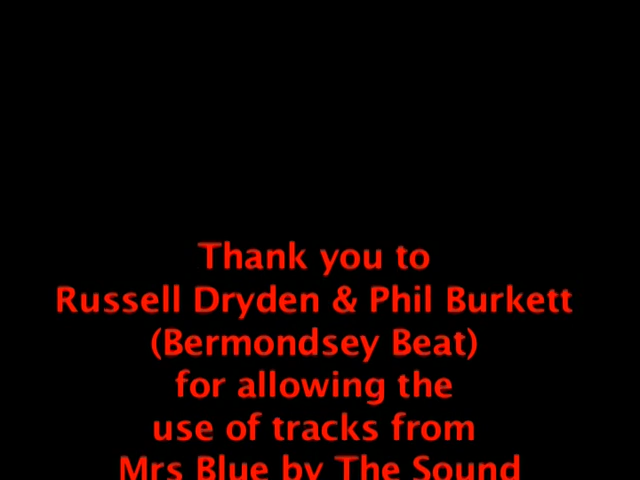 Thank you to
Russell Dryden & Phil Burkett
(Bermondsey Beat)
for allowing the
use of tracks from
Mrs Blue by The Sound